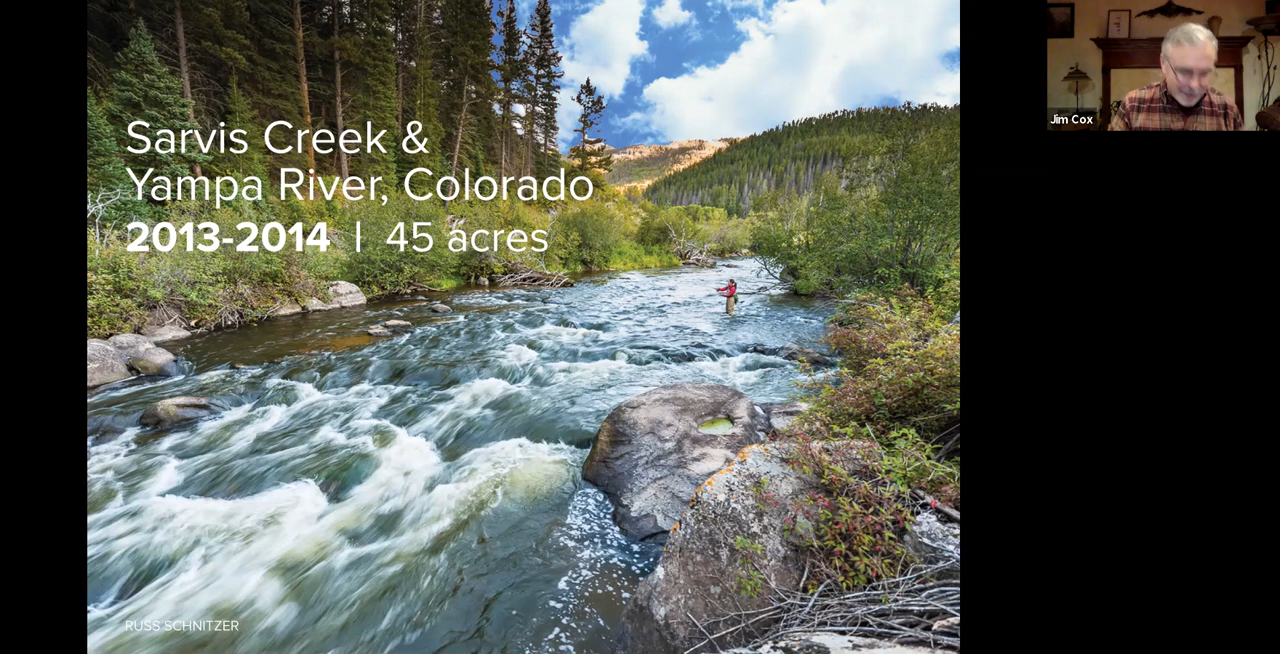 Sarvis Creek &
Yampa River, Colorado
2013-2014 | 45 acres
RUSS SCHNITZER
Jim Cox